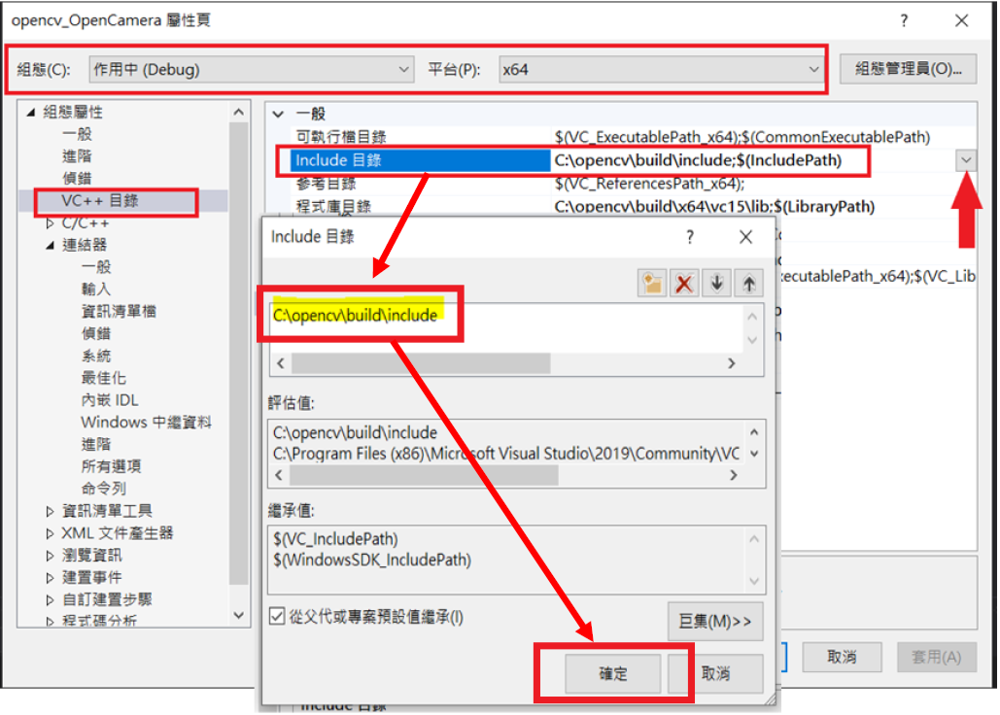 opencv_OpenCamera 屬性頁
?
組態(C):
作用中 (Debug)
平台(P):
x64
組態管理員(O)...
組態屬性
一般
進階
偵錯
VC++ 目錄
C/C++
連結器
一般
輸入
資訊清單檔
偵錯
系統
最佳化
內嵌 IDL
Windows 中繼資料
進階
所有選項
命令列
資訊清單工具
XML 文件產生器
瀏覽資訊
建置事件
自訂建置步驟
程式碼分析
一般
可執行檔目錄 $(VC_ExecutablePath_x64);$(CommonExecutablePath)
Include 目錄 C:\opencv\build\include;$(IncludePath)
參考目錄 $(VC_ReferencesPath_x64);
程式庫目錄 C:\opencv\build\x64\vc15\lib;$(LibraryPath)
ecutablePath_x64);$(VC_Lib
Include 目錄
?
C:\opencv\build\include
評估值:
C:\opencv\build\include
C:\Program Files (x86)\Microsoft Visual Studio\2019\Community\VC
繼承值:
$(VC_IncludePath)
$(WindowsSDK_IncludePath)
從父代或專案預設值繼承(I)
巨集(M)>>
確定
取消
取消
套用(A)
Include 目錄